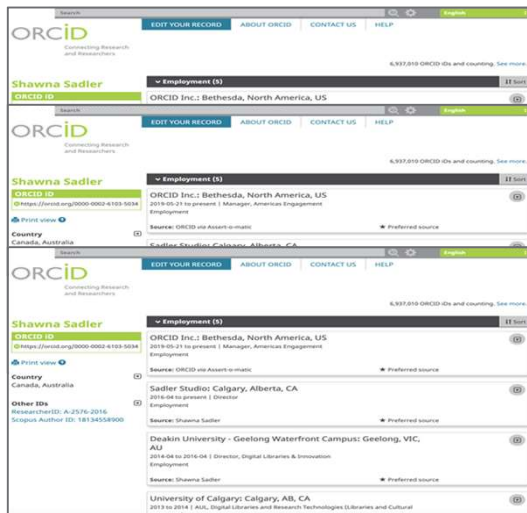 Search
English
ORCID
EDIT YOUR RECORD ABOUT ORCID CONTACT US HELP
Connecting Research
and Researchers
6,937,010 ORCID iDs and counting. See more.
Shawna Sadler
Employment (5)
Sort
ORCID iD
ORCID Inc.: Bethesda, North America, US
Search
English
ORCID
EDIT YOUR RECORD ABOUT ORCID CONTACT US HELP
Connecting Research
and Researchers
6,937,010 ORCID iDs and counting. See more.
Shawna Sadler
Employment (5)
Sort
ORCID iD
ORCID Inc.: Bethesda, North America, US
https://orcid.org/0000-0002-6103-5034
2019-05-21 to present | Manager, Americas Engagement
Employment
Print view
Source: ORCID via Assert-o-matic
Preferred source
Country
Canada, Australia
Sadler Studio: Calgary, Alberta, CA
Search
English
ORCID
EDIT YOUR RECORD ABOUT ORCID CONTACT US HELP
Connecting Research
and Researchers
6,937,010 ORCID iDs and counting. See more.
Shawna Sadler
Employment (5)
Sort
ORCID iD
ORCID Inc.: Bethesda, North America, US
https://orcid.org/0000-0002-6103-5034
2019-05-21 to present | Manager, Americas Engagement
Employment
Print view
Source: ORCID via Assert-o-matic
Preferred source
Country
Canada, Australia
Sadler Studio: Calgary, Alberta, CA
2016-04 to present | Director
Employment
Other IDs
ResearcherID: A-2576-2016
Scopus Author ID: 18134558900
Source: Shawna Sadler
Preferred source
Deakin University - Geelong Waterfront Campus: Geelong, VIC,
AU
2014-04 to 2016-04 | Director, Digital Libraries & Innovation
Employment
Source: Shawna Sadler
Preferred source
University of Calgary: Calgary, AB, CA
2013 to 2014 | AUL, Digital Libraries and Research Technologies (Libraries and Cultural